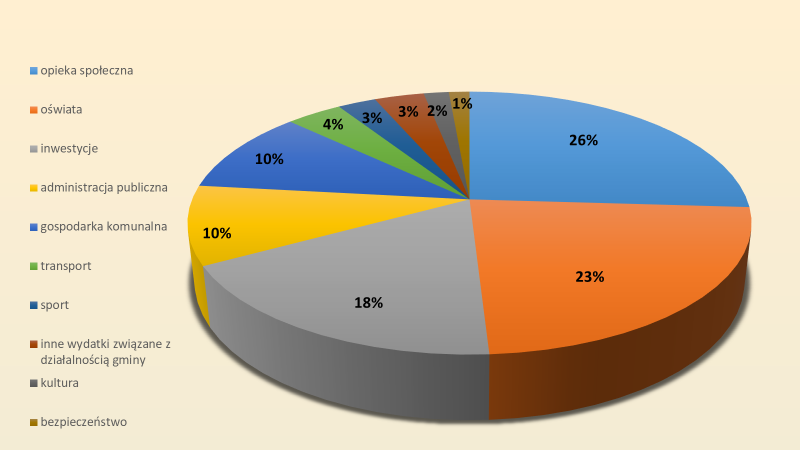 opieka społeczna
oświata
inwestycje
administracja publiczna
gospodarka komunalna
transport
sport
inne wydatki związane z
działalnością gminy
kultura
bezpieczeństwo
26%
23%
18%
10%
10%
4%
3%
3%
2%
1%